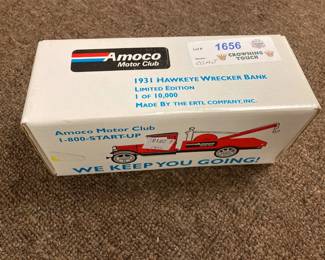 Amoco
Motor Club
LOT #
1656
CROWNING
TOUCH
1931 HAWKEYE WRECKER BANK
LIMITED EDITION
1 OF 10,000
MADE BY THE ERTL COMPANY, INC.
Amoco Motor Club
1-800-START-UP
WE KEEP YOU GOING!